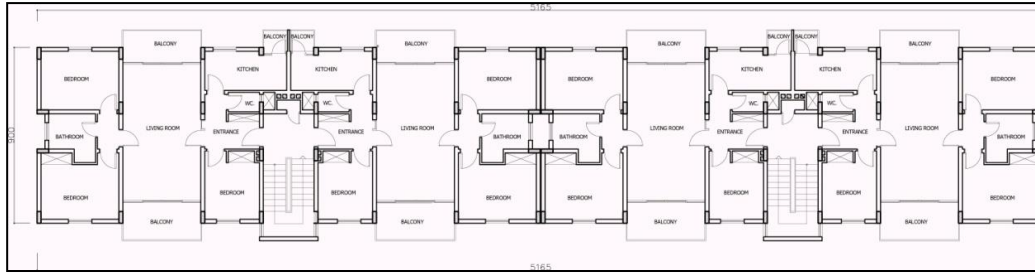 5165
BALCONY BALCONY BALCONY BALCONY BALCONY BALCONY BALCONY BALCONY
BEDROOM KITCHEN KITCHEN BEDROOM BEDROOM KITCHEN KITCHEN BEDROOM
WC. WC. WC. WC.
LIVING ROOM ENTRANCE ENTRANCE LIVING ROOM LIVING ROOM ENTRANCE ENTRANCE LIVING ROOM
BATHROOM BATHROOM BATHROOM BATHROOM
900
BEDROOM BEDROOM BEDROOM BEDROOM BEDROOM BEDROOM BEDROOM BEDROOM
BALCONY BALCONY BALCONY BALCONY
5165